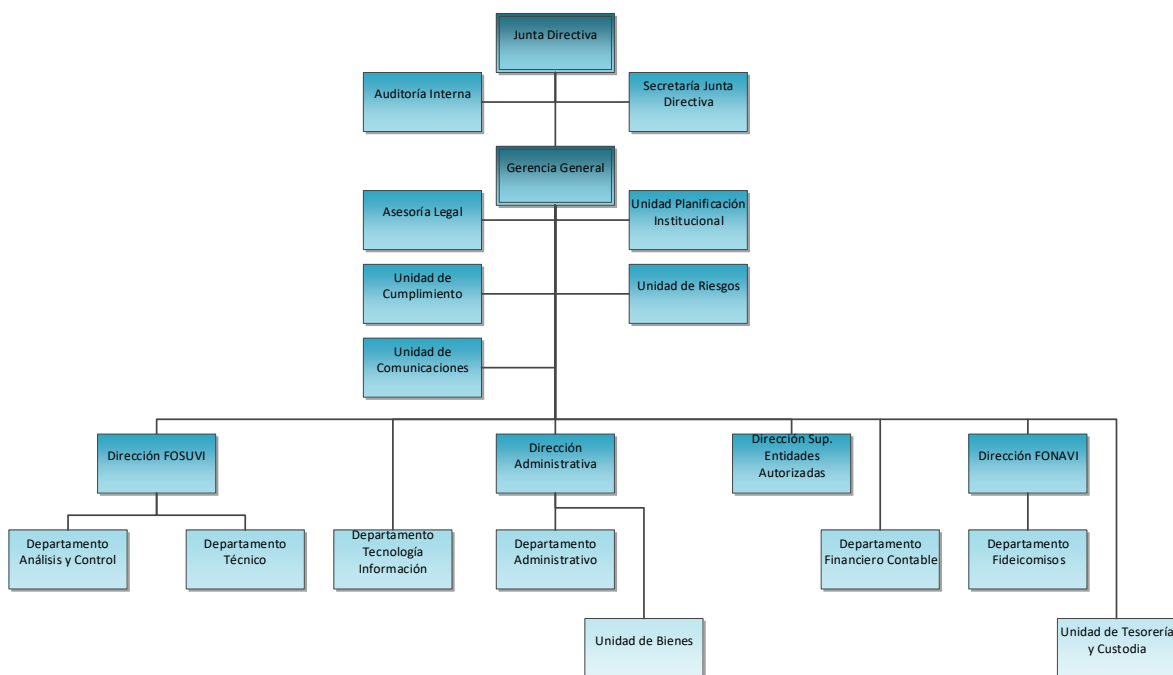 Junta Directiva
Auditoría Interna
Secretaría Junta
Directiva
Gerencia General
Asesoría Legal
Unidad Planificación
Institucional
Unidad de
Cumplimiento
Unidad de Riesgos
Unidad de
Comunicaciones
Dirección FOSUVI
Dirección
Administrativa
Dirección Sup.
Entidades
Autorizadas
Dirección FONAVI
Departamento
Análisis y Control
Departamento
Técnico
Departamento
Tecnología
Información
Departamento
Administrativo
Departamento
Financiero Contable
Departamento
Fideicomisos
Unidad de Bienes
Unidad de Tesorería
y Custodia